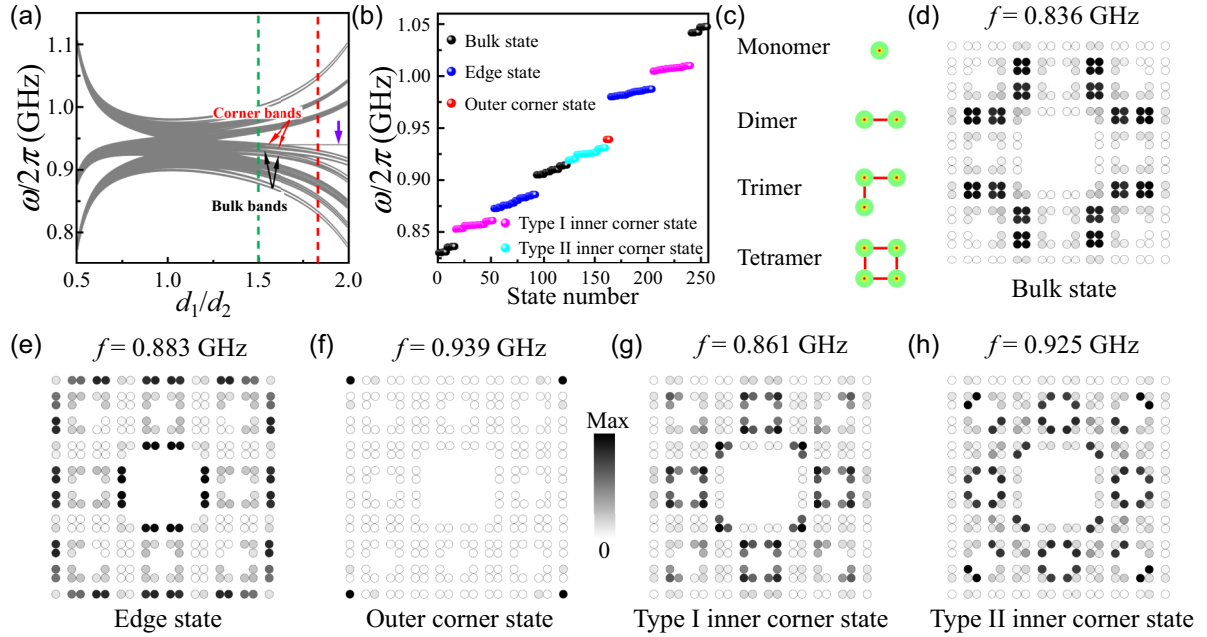 (a)
ω/2π (GHz)
1.1
1.0
0.9
0.8
Corner bands
Bulk bands
0.5
1.0
1.5
2.0
d₁/d₂
(b)
ω/2π (GHz)
1.05
1.00
0.95
0.90
0.85
Bulk state
Edge state
Outer corner state
Type I inner corner state
Type II inner corner state
0
50
100
150
200
250
State number
(c)
Monomer
Dimer
Trimer
Tetramer
(d)
f = 0.836 GHz
Bulk state
(e)
f = 0.883 GHz
Edge state
(f)
f = 0.939 GHz
Outer corner state
Max
0
(g)
f = 0.861 GHz
Type I inner corner state
(h)
f = 0.925 GHz
Type II inner corner state